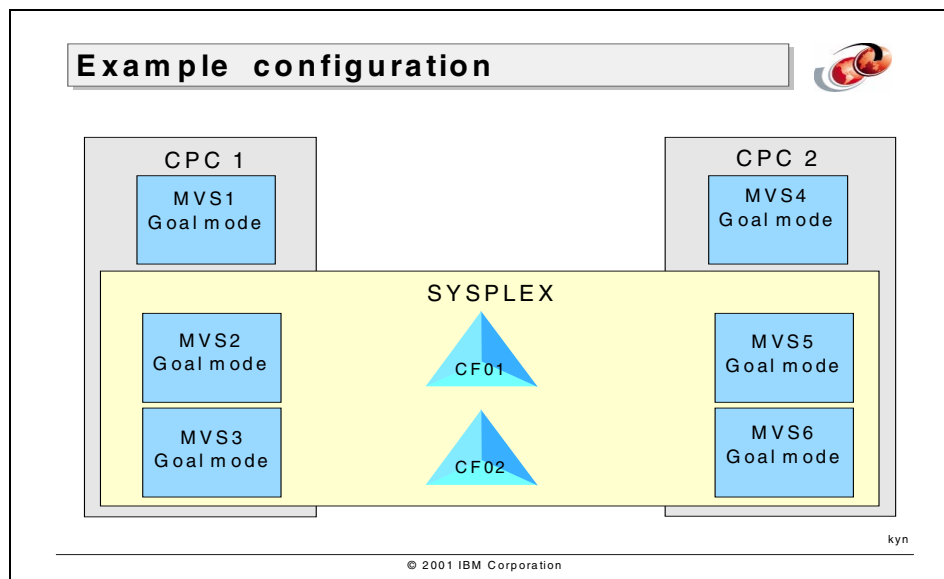 Example configuration
CPC 1
CPC 2
MVS1
Goal mode
MVS4
Goal mode
SYSPLEX
MVS2
Goal mode
CF01
MVS5
Goal mode
MVS3
Goal mode
CF02
MVS6
Goal mode
kyn
© 2001 IBM Corporation